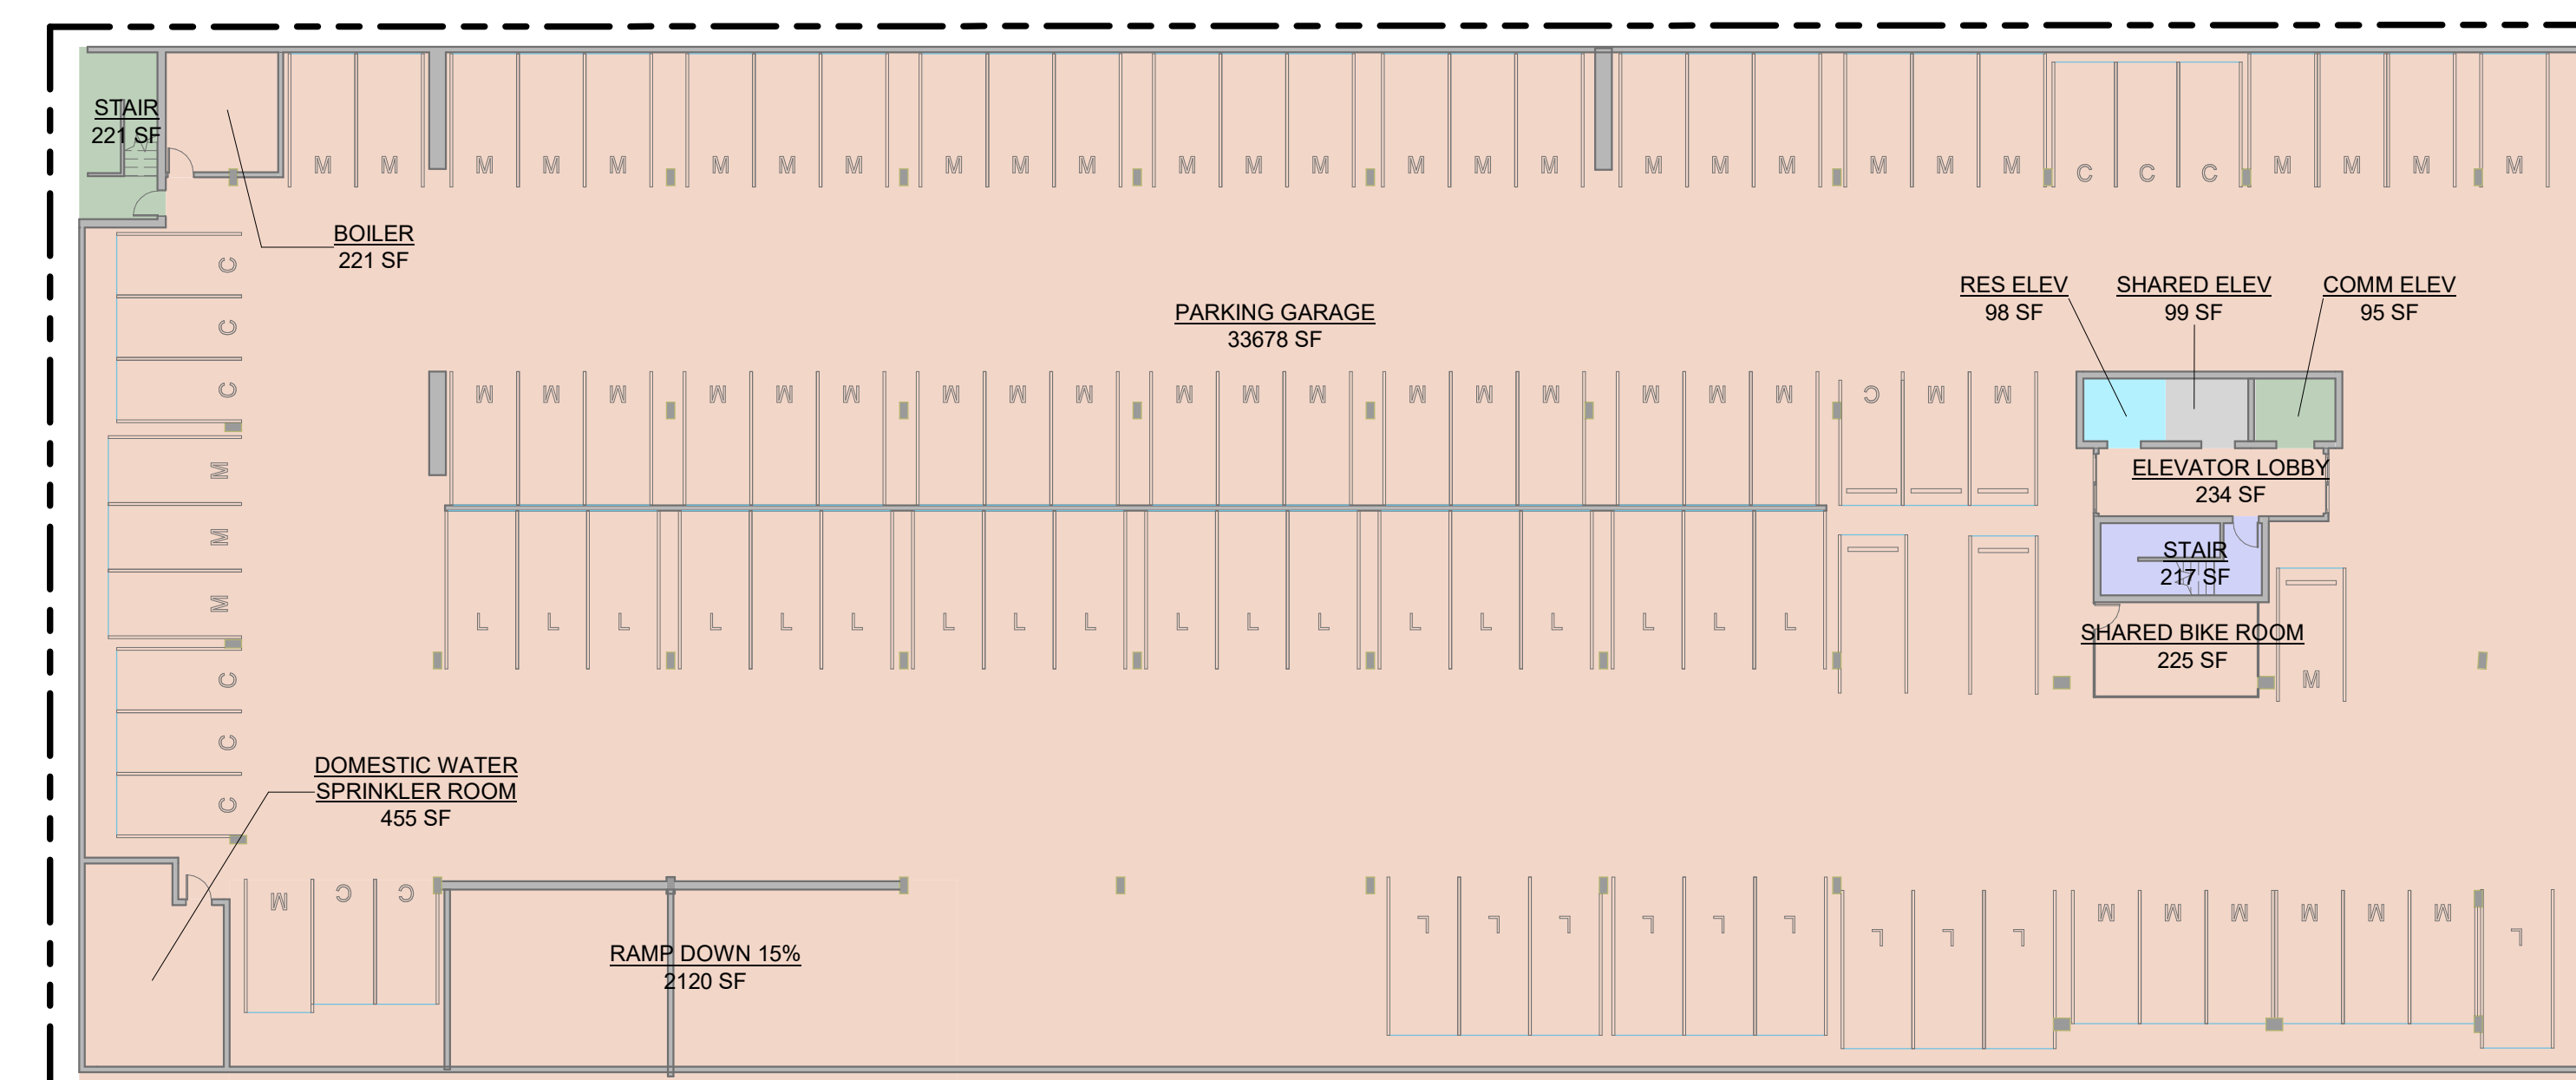 STAIR
221 SF
M M M M M M M M M M M M M M M M M M M M M M M C C C M M M M
BOILER
221 SF
C
C
C
M
M
M
C
C
C
PARKING GARAGE
33678 SF
RES ELEV
98 SF
SHARED ELEV
99 SF
COMM ELEV
95 SF
M M M M M M M M M M M M M M M M M M C M M
ELEVATOR LOBBY
234 SF
STAIR
217 SF
L L L L L L L L L L L L L L L L L L
SHARED BIKE ROOM
225 SF
M
DOMESTIC WATER
SPRINKLER ROOM
455 SF
M C C
RAMP DOWN 15%
2120 SF
L L L L L L L L L M M M M M M L